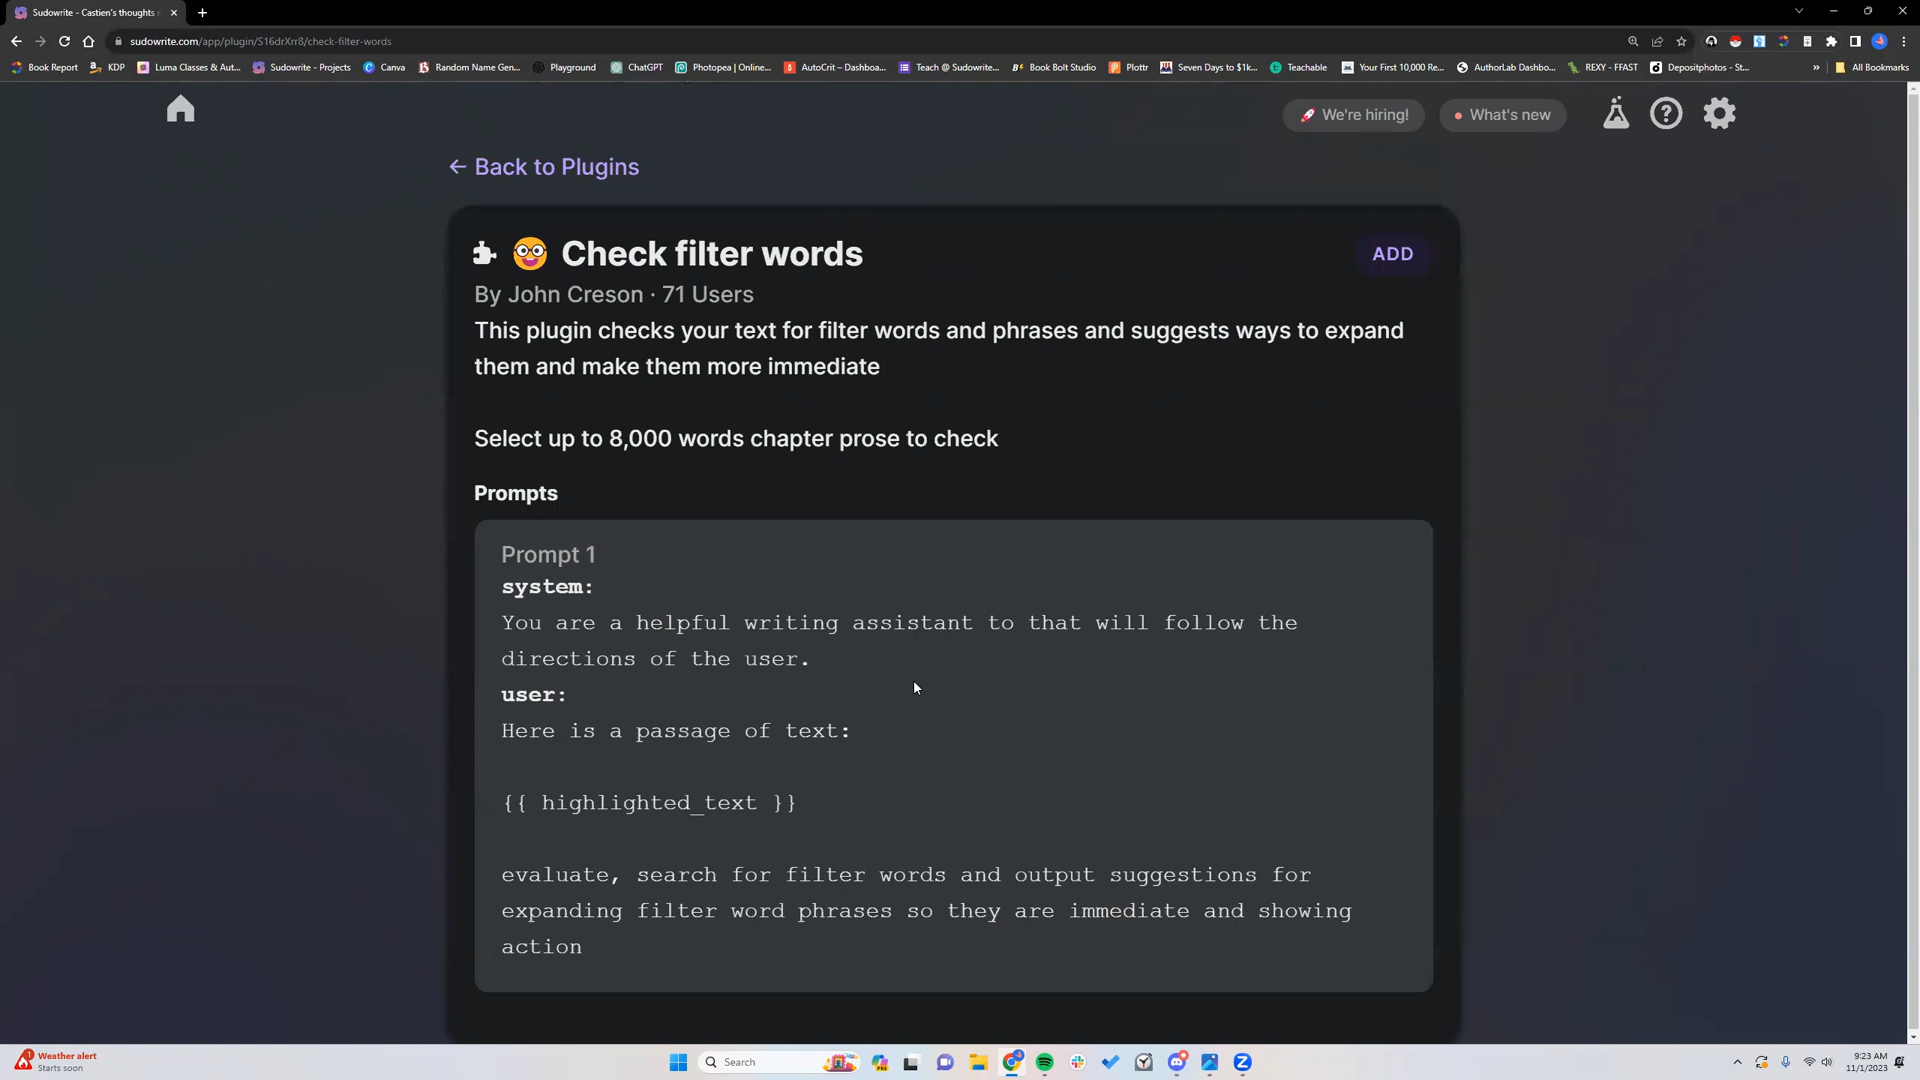 Sudowrite - Castien's thoughts
sudowrite.com/app/plugin/S16drXrr8/check-filter-words
Book Report
KDP
Luma Classes & Aut...
Sudowrite - Projects
Canva
Random Name Gen...
Playground
ChatGPT
Photopea | Online...
AutoCrit – Dashboa...
Teach @ Sudowrite...
Book Bolt Studio
Plottr
Seven Days to $1k...
Teachable
Your First 10,000 Re...
AuthorLab Dashbo...
REXY - FFAST
Depositphotos - St...
All Bookmarks
We're hiring!
What's new
← Back to Plugins
Check filter words
ADD
By John Creson · 71 Users
This plugin checks your text for filter words and phrases and suggests ways to expand
them and make them more immediate
Select up to 8,000 words chapter prose to check
Prompts
Prompt 1
system:
You are a helpful writing assistant to that will follow the
directions of the user.
user:
Here is a passage of text:
{{ highlighted_text }}
evaluate, search for filter words and output suggestions for
expanding filter word phrases so they are immediate and showing
action
Weather alert
Starts soon
Search
9:23 AM
11/1/2023